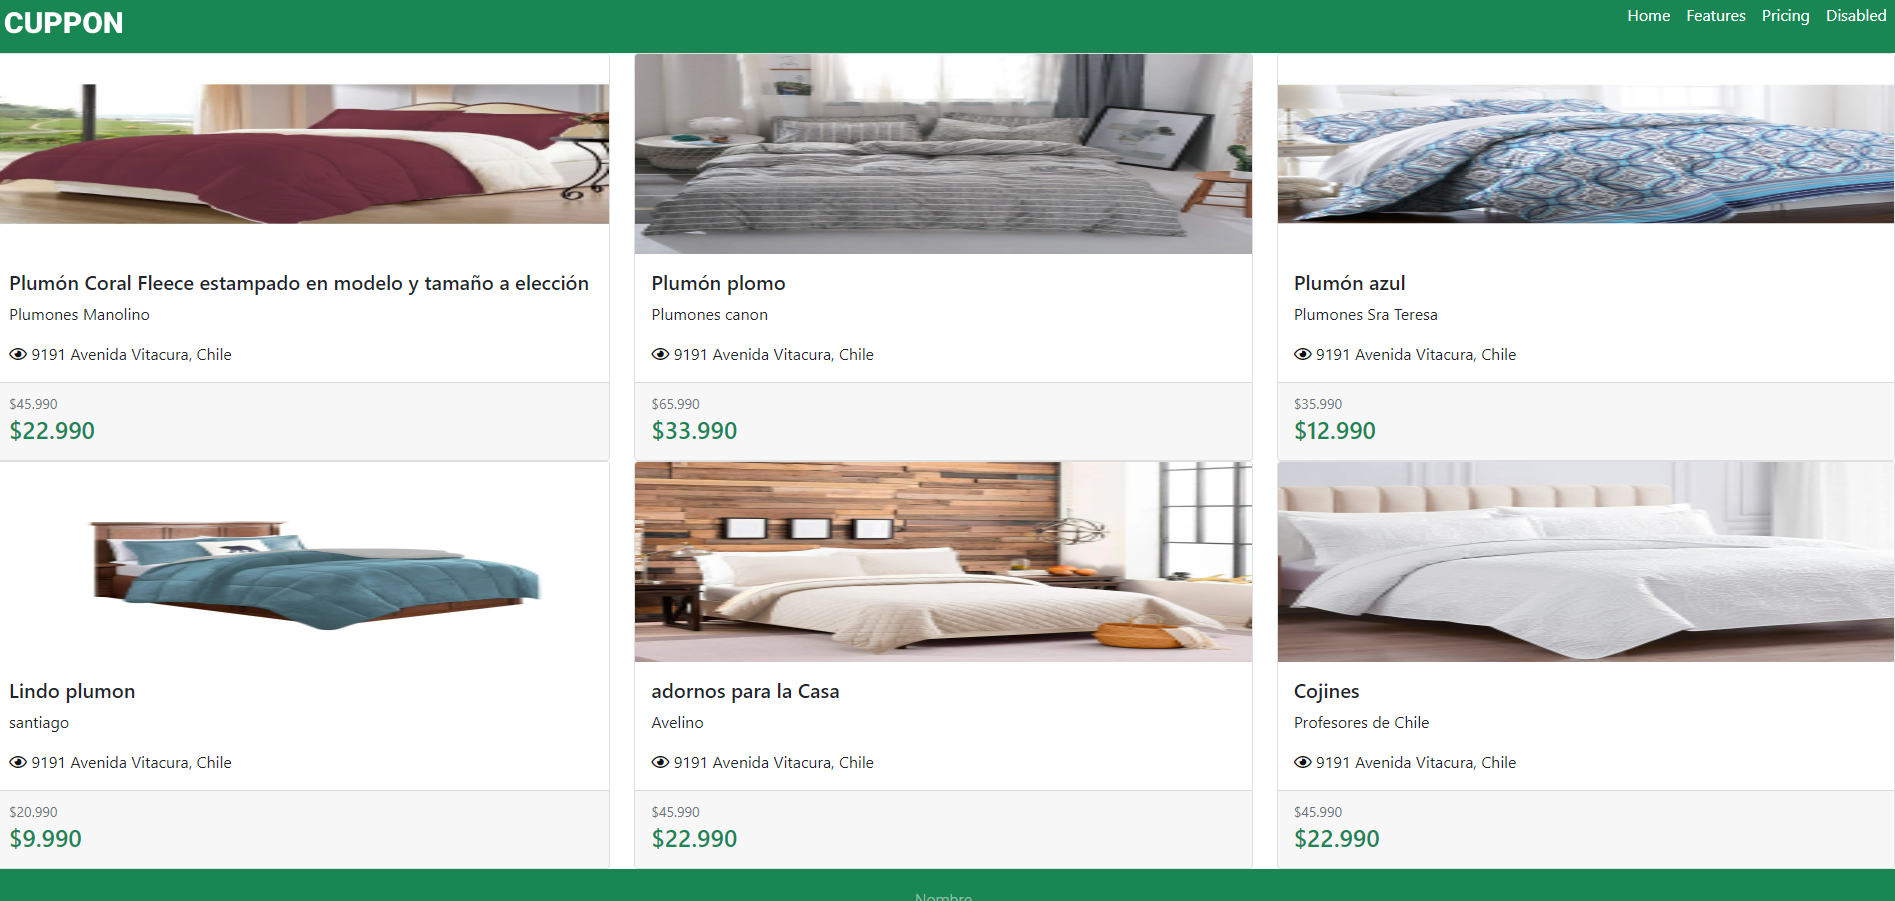 CUPPON
Home Features Pricing Disabled
Plumón Coral Fleece estampado en modelo y tamaño a elección
Plumones Manolino
9191 Avenida Vitacura, Chile
$45.990
$22.990
Plumón plomo
Plumones canon
9191 Avenida Vitacura, Chile
$65.990
$33.990
Plumón azul
Plumones Sra Teresa
9191 Avenida Vitacura, Chile
$35.990
$12.990
Lindo plumon
santiago
9191 Avenida Vitacura, Chile
$20.990
$9.990
adornos para la Casa
Avelino
9191 Avenida Vitacura, Chile
$45.990
$22.990
Cojines
Profesores de Chile
9191 Avenida Vitacura, Chile
$45.990
$22.990
Nombre